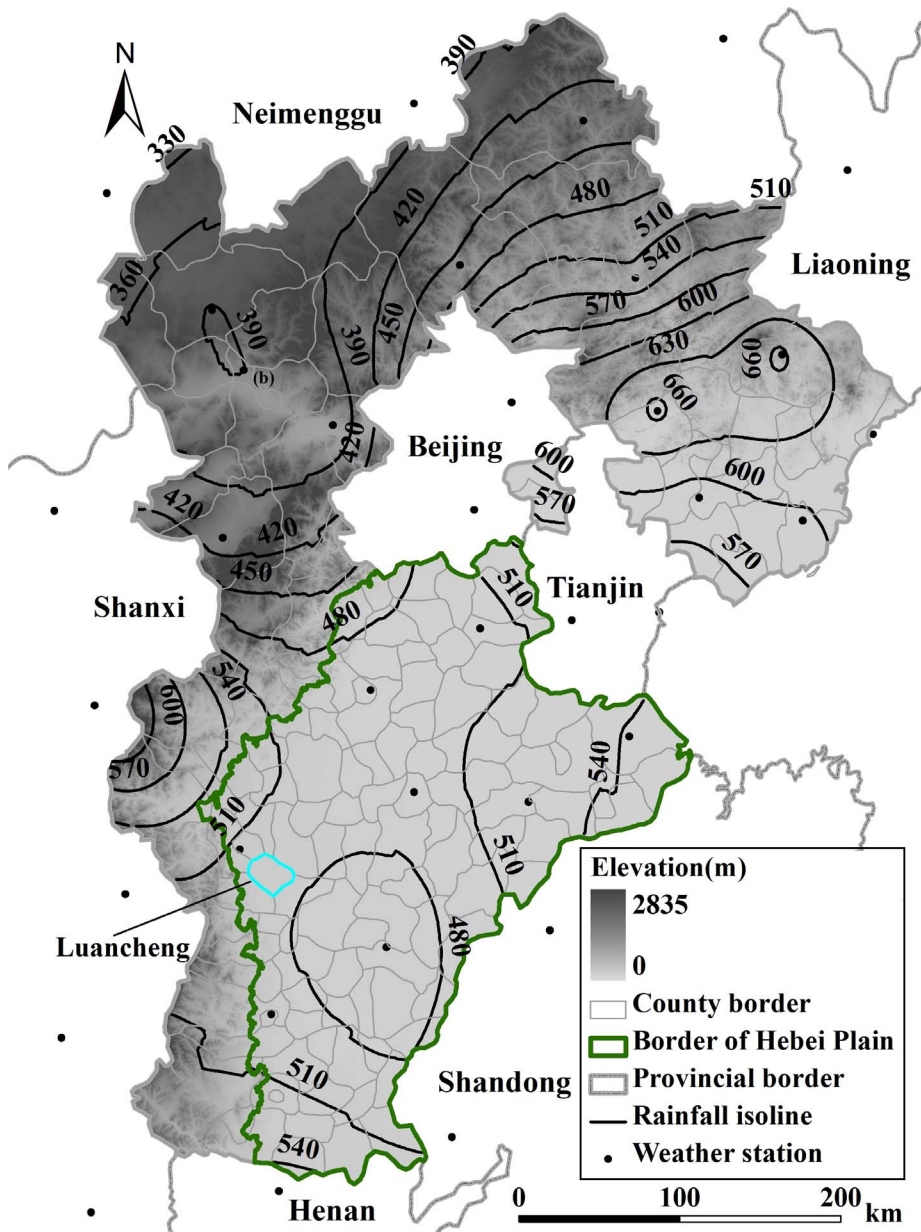 N
390
Neimenggu
330
420
480
510
510
540
Liaoning
360
390
390
450
570
600
630
(b)
660
660
Beijing
420
600
600
570
570
420
420
450
Shanxi
480
510
Tianjin
540
600
570
510
540
510
480
Luancheng
510
Shandong
540
Henan
Elevation(m)
2835
0
County border
Border of Hebei Plain
Provincial border
Rainfall isoline
Weather station
0 100 200
km